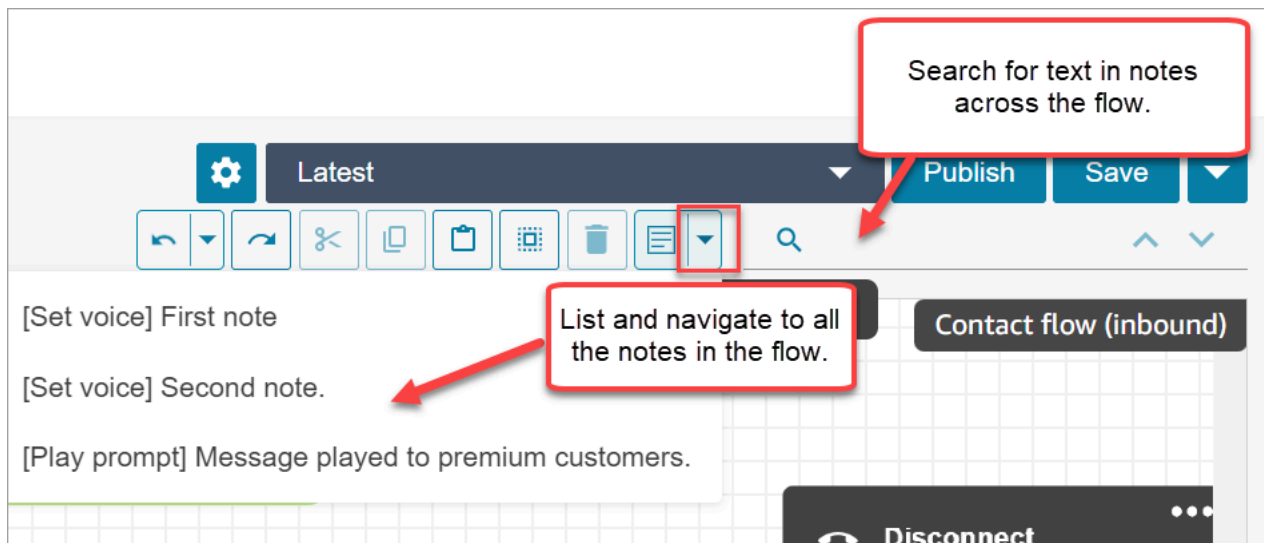 Search for text in notes
across the flow.
Latest
Publish
Save
[Set voice] First note
List and navigate to all
the notes in the flow.
Contact flow (inbound)
[Set voice] Second note.
[Play prompt] Message played to premium customers.
Disconnect